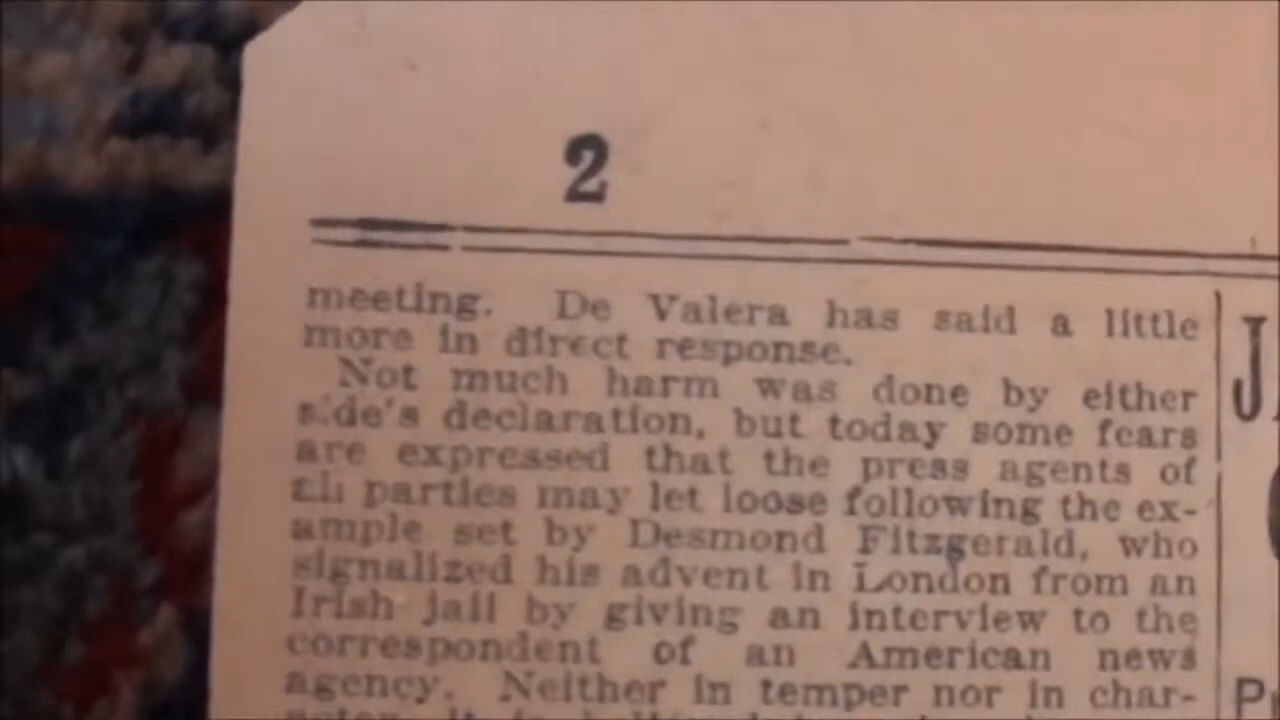 2
meeting. De Valera has said a little
more in direct response.
Not much harm was done by either
side's declaration, but today some fears
are expressed that the press agents of
all parties may let loose following the ex-
ample set by Desmond Fitzgerald, who
signalized his advent in London from an
Irish jail by giving an interview to the
correspondent of an American news
agency. Neither in temper nor in char-
J
P